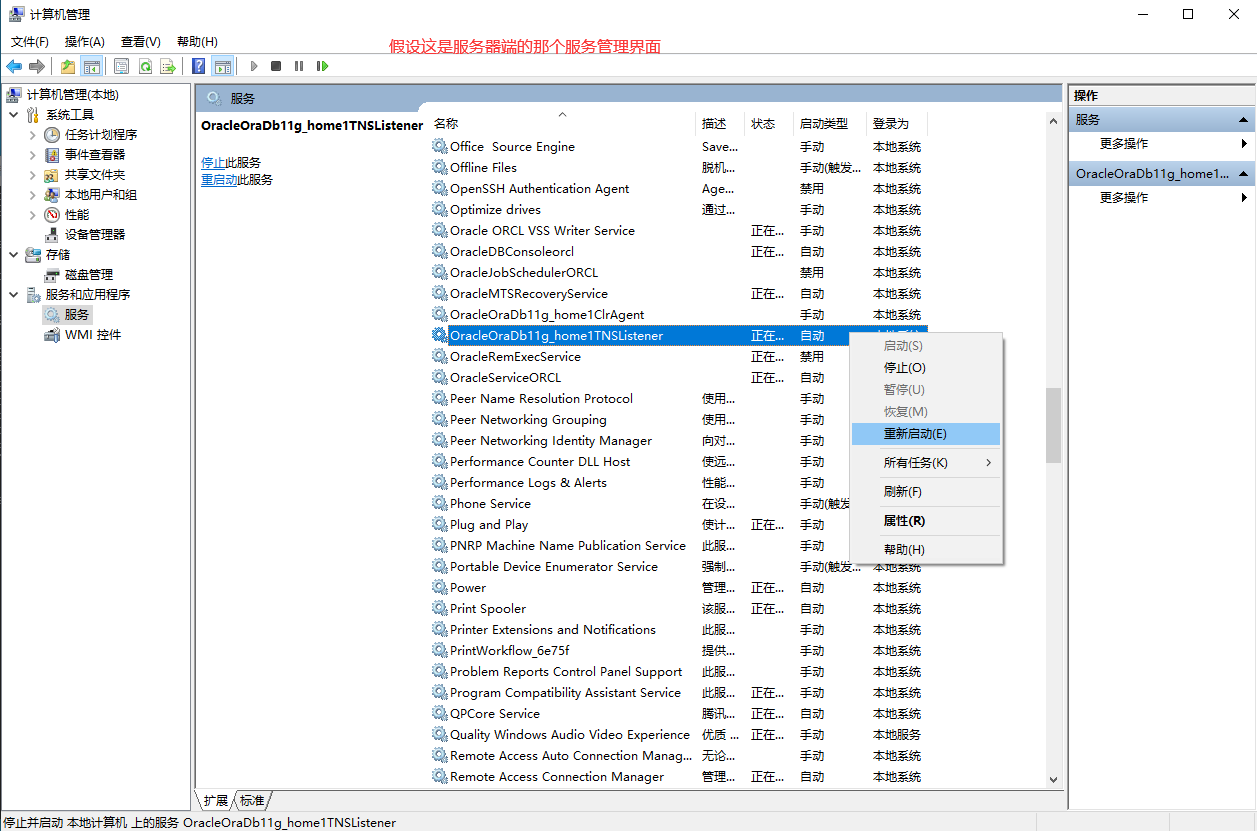 计算机管理
文件(F) 操作(A) 查看(V) 帮助(H)
假设这是服务器端的那个服务管理界面
计算机管理(本地)
系统工具
任务计划程序
事件查看器
共享文件夹
本地用户和组
性能
设备管理器
存储
磁盘管理
服务和应用程序
服务
WMI 控件
服务
OracleOraDb11g_home1TNSListener
停止此服务
重启动此服务
名称 描述 状态 启动类型 登录为
Office  Source Engine Save... 手动 本地系统
Offline Files 脱机... 手动(触发... 本地系统
OpenSSH Authentication Agent Age... 禁用 本地系统
Optimize drives 通过... 手动 本地系统
Oracle ORCL VSS Writer Service 正在... 手动 本地系统
OracleDBConsoleorcl 正在... 自动 本地系统
OracleJobSchedulerORCL 禁用 本地系统
OracleMTSRecoveryService 正在... 自动 本地系统
OracleOraDb11g_home1ClrAgent 手动 本地系统
OracleOraDb11g_home1TNSListener 正在... 自动
OracleRemExecService 正在... 禁用
OracleServiceORCL 正在... 自动
Peer Name Resolution Protocol 使用... 手动
Peer Networking Grouping 使用... 手动
Peer Networking Identity Manager 向对... 手动
Performance Counter DLL Host 使远... 手动
Performance Logs & Alerts 性能... 手动
Phone Service 在设... 手动(触发
Plug and Play 使计... 正在... 手动
PNRP Machine Name Publication Service 此服... 手动
Portable Device Enumerator Service 强制... 手动(触发... 本地系统
Power 管理... 正在... 自动 本地系统
Print Spooler 该服... 正在... 自动 本地系统
Printer Extensions and Notifications 此服... 手动 本地系统
PrintWorkflow_6e75f 提供... 手动 本地系统
Problem Reports Control Panel Support 此服... 手动 本地系统
Program Compatibility Assistant Service 此服... 正在... 手动 本地系统
QPCore Service 腾讯... 正在... 自动 本地系统
Quality Windows Audio Video Experience 优质 ... 正在... 手动 本地服务
Remote Access Auto Connection Manag... 无论... 手动 本地系统
Remote Access Connection Manager 管理... 正在... 自动 本地系统
启动(S)
停止(O)
暂停(U)
恢复(M)
重新启动(E)
所有任务(K)
刷新(F)
属性(R)
帮助(H)
操作
服务
更多操作
OracleOraDb11g_home1...
更多操作
扩展 标准
停止并启动 本地计算机 上的服务 OracleOraDb11g_home1TNSListener